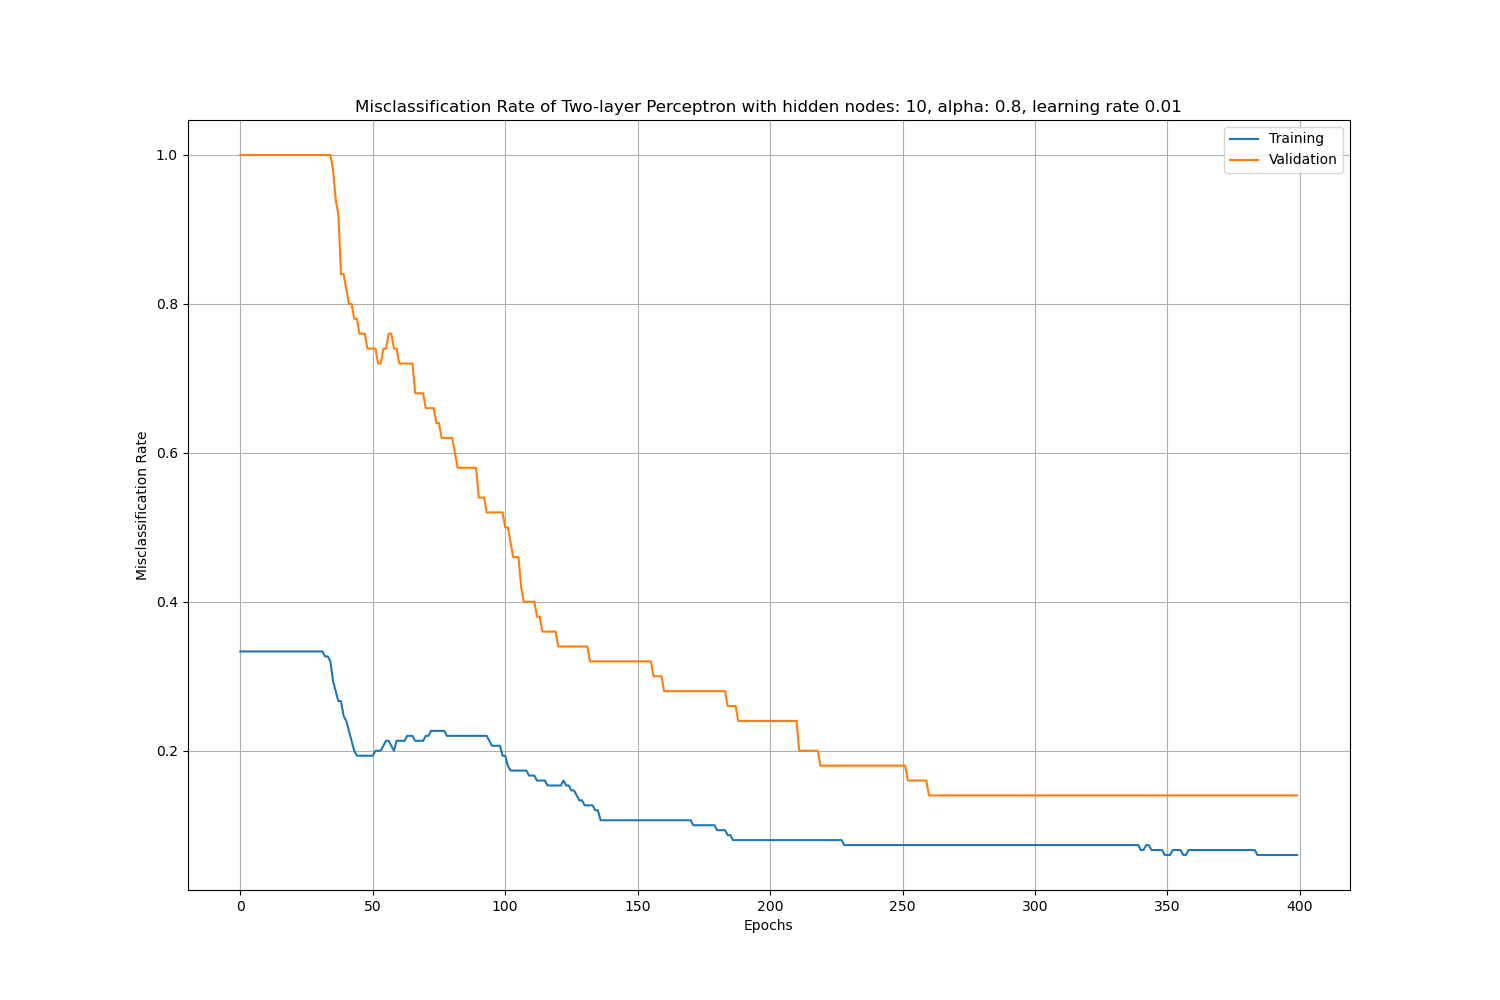 Misclassification Rate of Two-layer Perceptron with hidden nodes: 10, alpha: 0.8, learning rate 0.01
Training
Validation
1.0
0.8
0.6
0.4
0.2
Misclassification Rate
0 50 100 150 200 250 300 350 400
Epochs